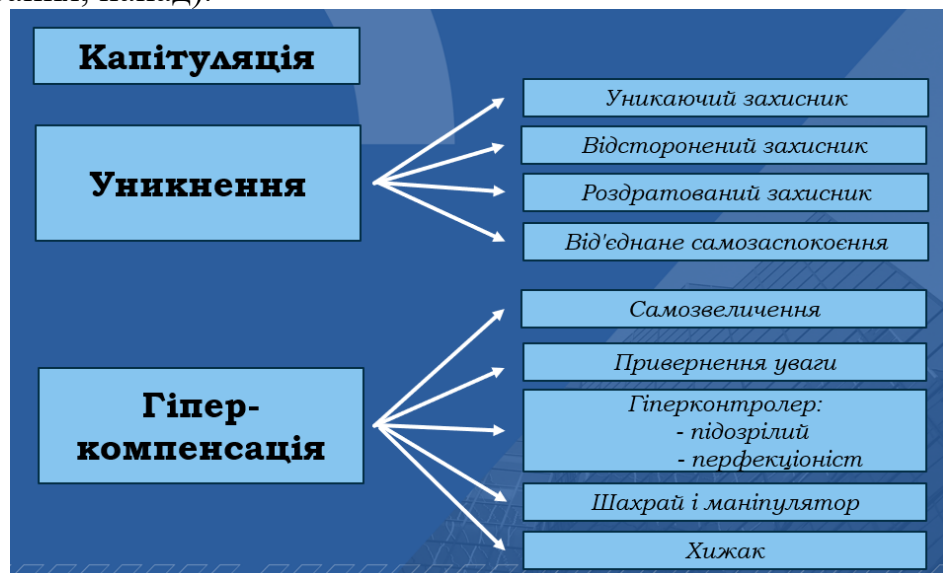 Капітуляція
Уникнення
Уникаючий захисник
Відсторонений захисник
Роздратований захисник
Від'єднане самозаспокоєння
Гіпер-
компенсація
Самозвеличення
Привернення уваги
Гіперконтролер:
- підозрілий
- перфекціоніст
Шахрай і маніпулятор
Хижак